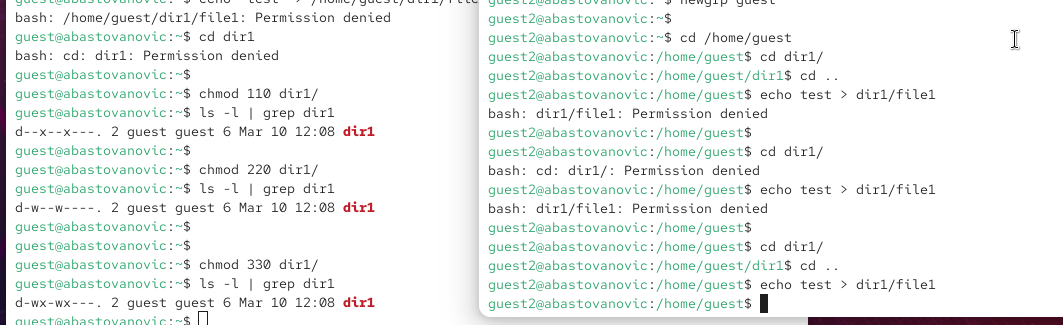 guest@abastovanovic:~$ echo test > /home/guest/dir1/file
bash: /home/guest/dir1/file1: Permission denied
guest@abastovanovic:~$ cd dir1
bash: cd: dir1: Permission denied
guest@abastovanovic:~$
guest@abastovanovic:~$ chmod 110 dir1/
guest@abastovanovic:~$ ls -l | grep dir1
d--x--x---. 2 guest guest 6 Mar 10 12:08 dir1
guest@abastovanovic:~$
guest@abastovanovic:~$ chmod 220 dir1/
guest@abastovanovic:~$ ls -l | grep dir1
d-w--w----. 2 guest guest 6 Mar 10 12:08 dir1
guest@abastovanovic:~$
guest@abastovanovic:~$
guest@abastovanovic:~$ chmod 330 dir1/
guest@abastovanovic:~$ ls -l | grep dir1
d-wx-wx---. 2 guest guest 6 Mar 10 12:08 dir1
guest@abastovanovic:~$
guest2@abastovanovic:~$ newgrp guest
guest2@abastovanovic:~$
guest2@abastovanovic:~$ cd /home/guest
guest2@abastovanovic:/home/guest$ cd dir1/
guest2@abastovanovic:/home/guest/dir1$ cd ..
guest2@abastovanovic:/home/guest$ echo test > dir1/file1
bash: dir1/file1: Permission denied
guest2@abastovanovic:/home/guest$
guest2@abastovanovic:/home/guest$ cd dir1/
bash: cd: dir1/: Permission denied
guest2@abastovanovic:/home/guest$ echo test > dir1/file1
bash: dir1/file1: Permission denied
guest2@abastovanovic:/home/guest$
guest2@abastovanovic:/home/guest$ cd dir1/
guest2@abastovanovic:/home/guest/dir1$ cd ..
guest2@abastovanovic:/home/guest$ echo test > dir1/file1
guest2@abastovanovic:/home/guest$